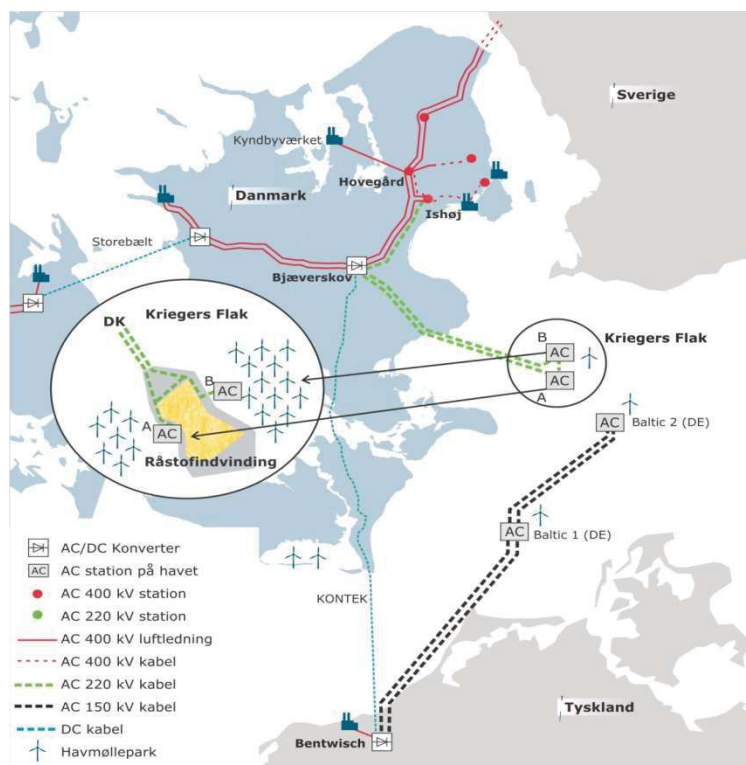 Sverige
Kyndbyværket
Hovegård
Danmark
Ishøj
Storebælt
Bjæverskov
Kriegers Flak
DK
B
AC
A
AC
Råstofindvinding
B
AC
Kriegers Flak
AC
A
AC
Baltic 2 (DE)
AC
Baltic 1 (DE)
KONTEK
Tyskland
Bentwisch
AC/DC Konverter
AC
AC station på havet
AC 400 kV station
AC 220 kV station
AC 400 kV luftledning
AC 400 kV kabel
AC 220 kV kabel
AC 150 kV kabel
DC kabel
Havmøllepark